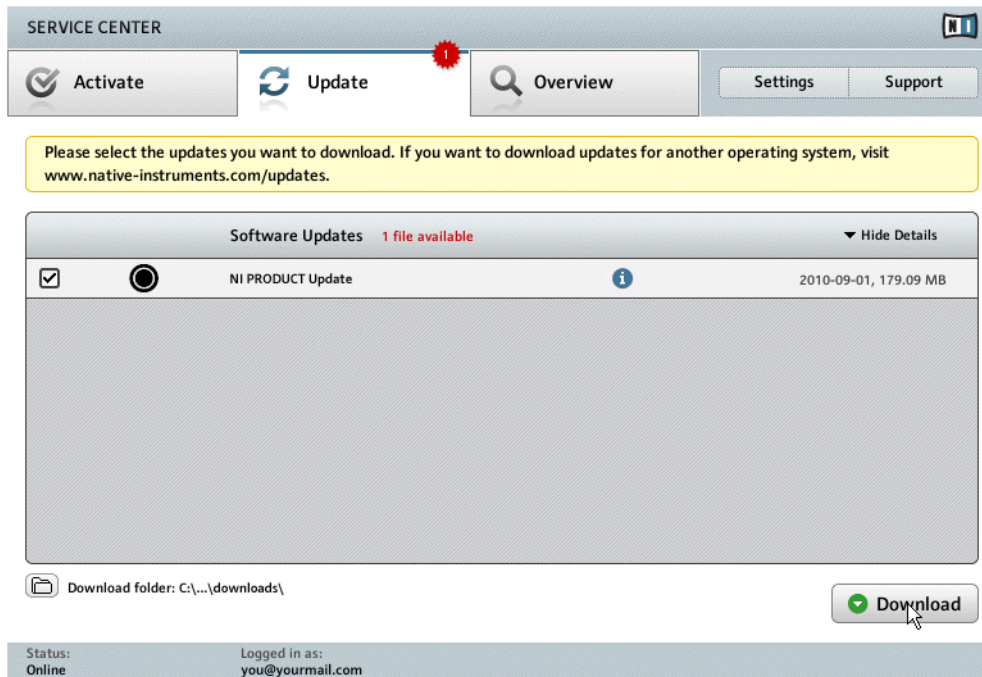 SERVICE CENTER
NI
Activate
Update
1
Overview
Settings
Support
Please select the updates you want to download. If you want to download updates for another operating system, visit
www.native-instruments.com/updates.
Software Updates 1 file available
Hide Details
NI PRODUCT Update
i
2010-09-01, 179.09 MB
Download folder: C:\...\downloads\
Download
Status:
Online
Logged in as:
you@yourmail.com